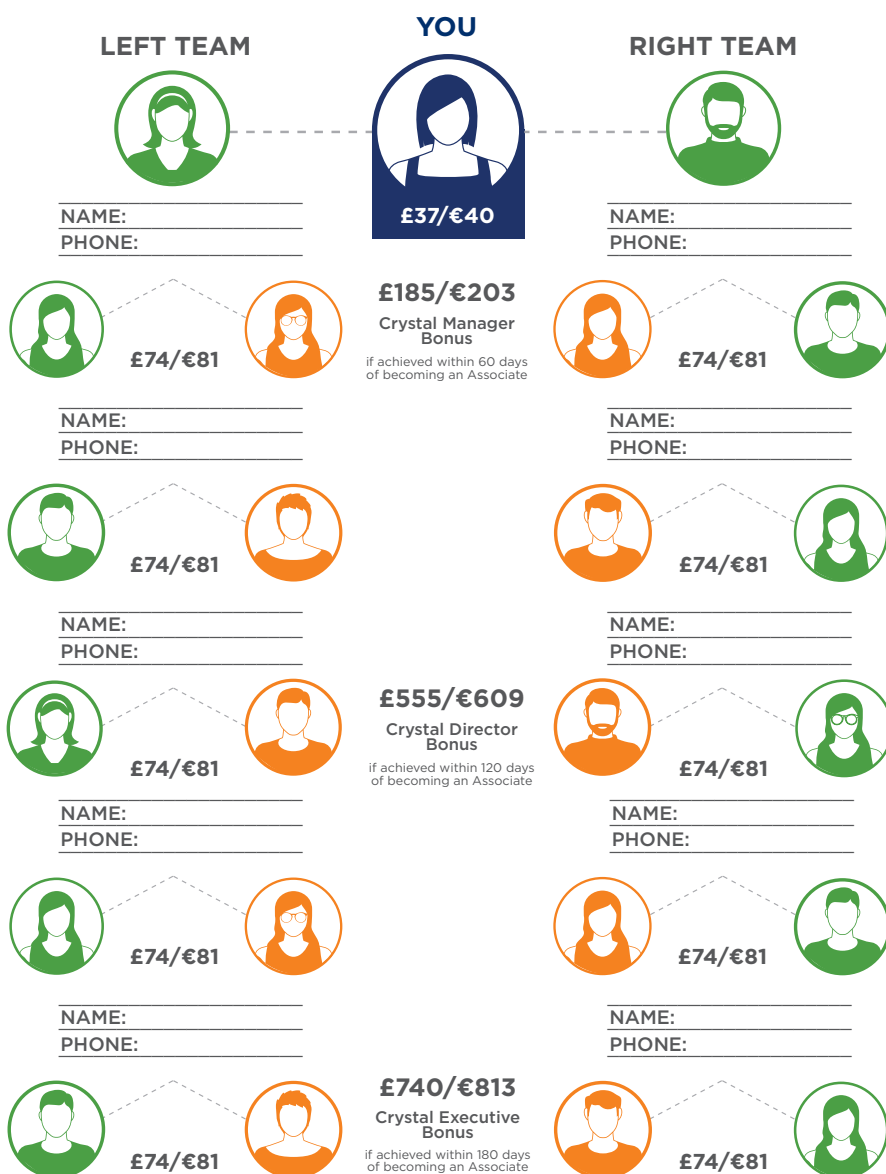 YOU
LEFT TEAM
RIGHT TEAM
£37/€40
NAME:
PHONE:
NAME:
PHONE:
£185/€203
Crystal Manager
Bonus
if achieved within 60 days
of becoming an Associate
£74/€81
£74/€81
NAME:
PHONE:
NAME:
PHONE:
£74/€81
£74/€81
NAME:
PHONE:
NAME:
PHONE:
£555/€609
Crystal Director
Bonus
if achieved within 120 days
of becoming an Associate
£74/€81
£74/€81
NAME:
PHONE:
NAME:
PHONE:
£74/€81
£74/€81
NAME:
PHONE:
NAME:
PHONE:
£740/€813
Crystal Executive
Bonus
if achieved within 180 days
of becoming an Associate
£74/€81
£74/€81